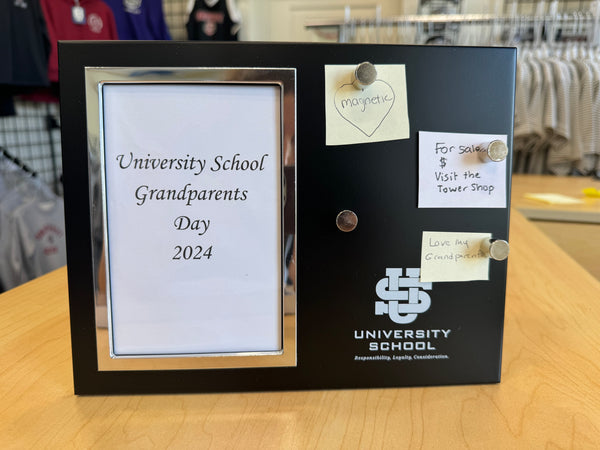 University School
Grandparents
Day
2024
magnetic
For sale
$
Visit the
Tower Shop
Love my
Grandparents
US
UNIVERSITY
SCHOOL
Responsibility, Loyalty, Consideration.